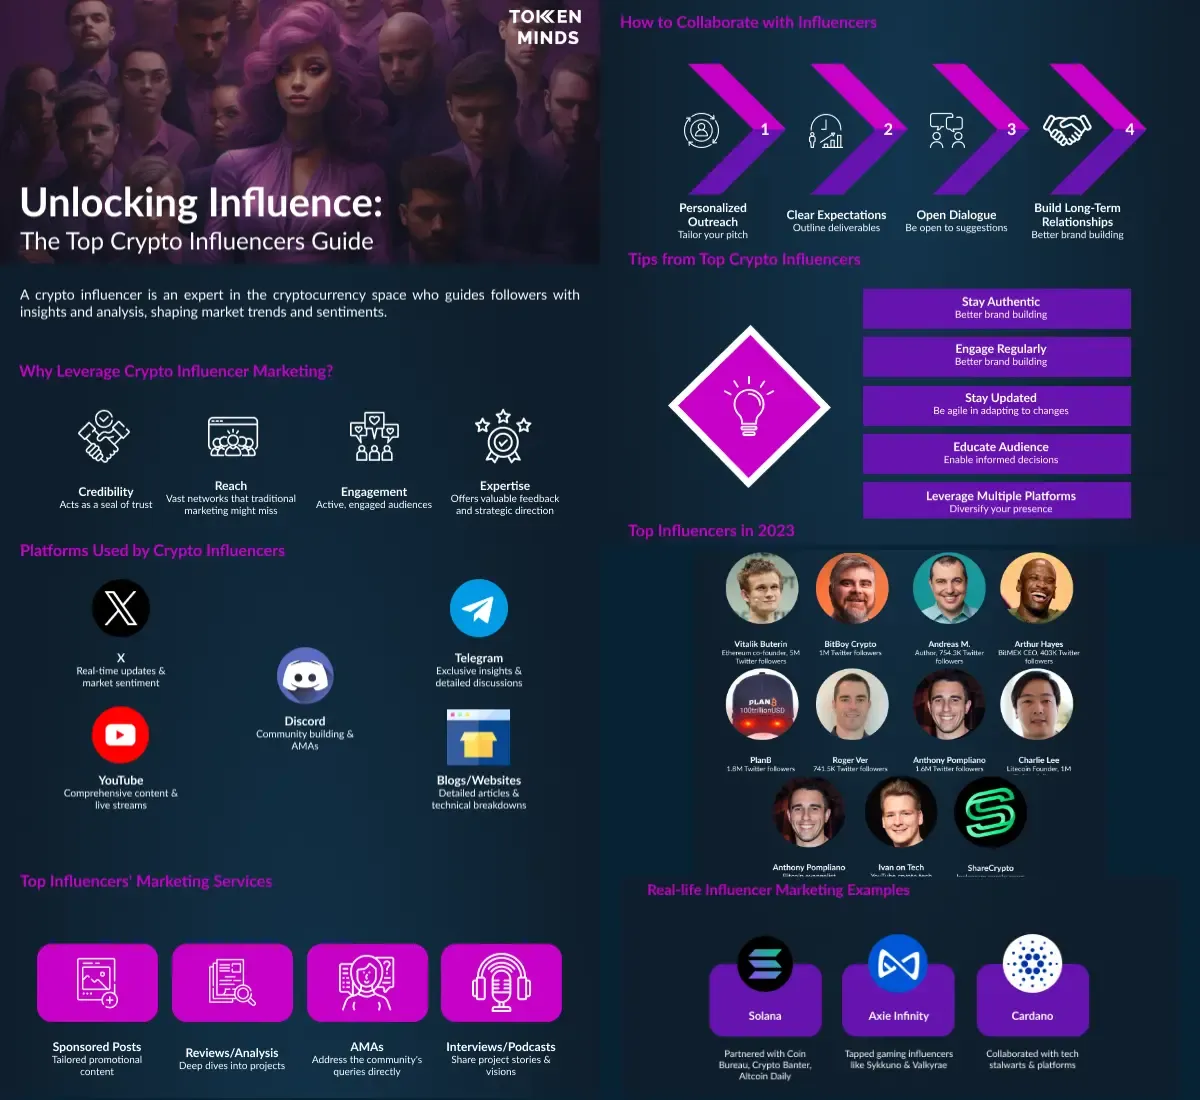 TOKEN
MINDS
Unlocking Influence:
The Top Crypto Influencers Guide
A crypto influencer is an expert in the cryptocurrency space who guides followers with
insights and analysis, shaping market trends and sentiments.
Why Leverage Crypto Influencer Marketing?
Credibility
Acts as a seal of trust
Reach
Vast networks that traditional
marketing might miss
Engagement
Active, engaged audiences
Expertise
Offers valuable feedback
and strategic direction
Platforms Used by Crypto Influencers
X
Real-time updates &
market sentiment
Telegram
Exclusive insights &
detailed discussions
Discord
Community building &
AMAs
YouTube
Comprehensive content &
live streams
Blogs/Websites
Detailed articles &
technical breakdowns
Top Influencers' Marketing Services
Sponsored Posts
Tailored promotional
content
Reviews/Analysis
Deep dives into projects
AMAs
Address the community's
queries directly
Interviews/Podcasts
Share project stories &
visions
How to Collaborate with Influencers
1
2
3
4
Personalized
Outreach
Tailor your pitch
Clear Expectations
Outline deliverables
Open Dialogue
Be open to suggestions
Build Long-Term
Relationships
Better brand building
Tips from Top Crypto Influencers
Stay Authentic
Better brand building
Engage Regularly
Better brand building
Stay Updated
Be agile in adapting to changes
Educate Audience
Enable informed decisions
Leverage Multiple Platforms
Diversify your presence
Top Influencers in 2023
Vitalik Buterin
Ethereum co-founder, 5M
Twitter followers
BitBoy Crypto
1M Twitter followers
Andreas M.
Author, 754.3K Twitter
followers
Arthur Hayes
BitMEX CEO, 403K Twitter
followers
PLAN฿
100trillionUSD
PlanB
1.8M Twitter followers
Roger Ver
741.5K Twitter followers
Anthony Pompliano
1.6M Twitter followers
Charlie Lee
Litecoin Founder, 1M
Anthony Pompliano
Bitcoin evangelist
Ivan on Tech
YouTube crypto tech
ShareCrypto
Real-life Influencer Marketing Examples
Solana
Partnered with Coin
Bureau, Crypto Banter,
Altcoin Daily
Axie Infinity
Tapped gaming influencers
like Sykkuno & Valkyrae
Cardano
Collaborated with tech
stalwarts & platforms